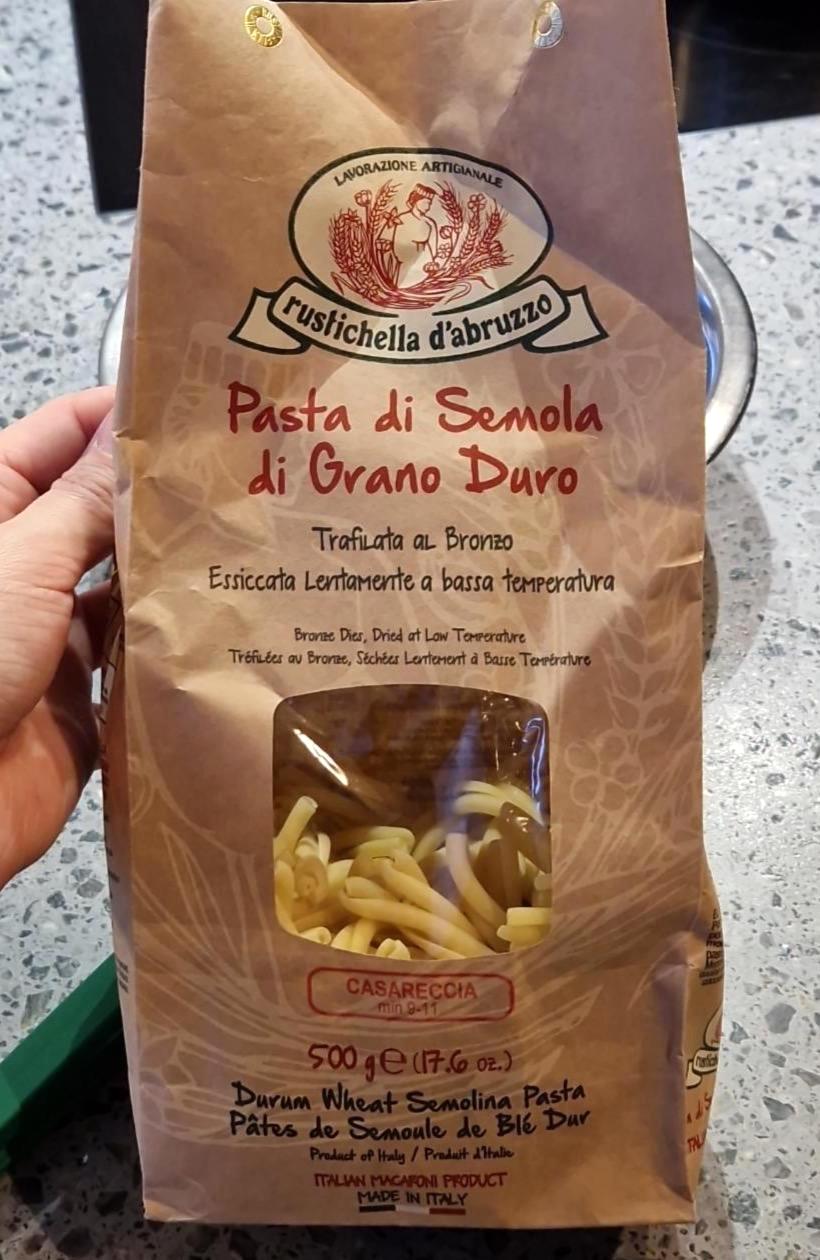 LAVORAZIONE ARTIGIANALE
rustichella d'abruzzo
Pasta di Semola
di Grano Duro
Trafilata al Bronzo
Essiccata Lentamente a bassa temperatura
Bronze Dies, Dried at Low Temperature
Tréfilées au Bronze, Séchées Lentement à Basse Température
CASARECCIA
min 9-11
500 g e (17.6 oz.)
Durum Wheat Semolina Pasta
Pâtes de Semoule de Blé Dur
Product of Italy / Produit d'Italie
ITALIAN MACARONI PRODUCT
MADE IN ITALY